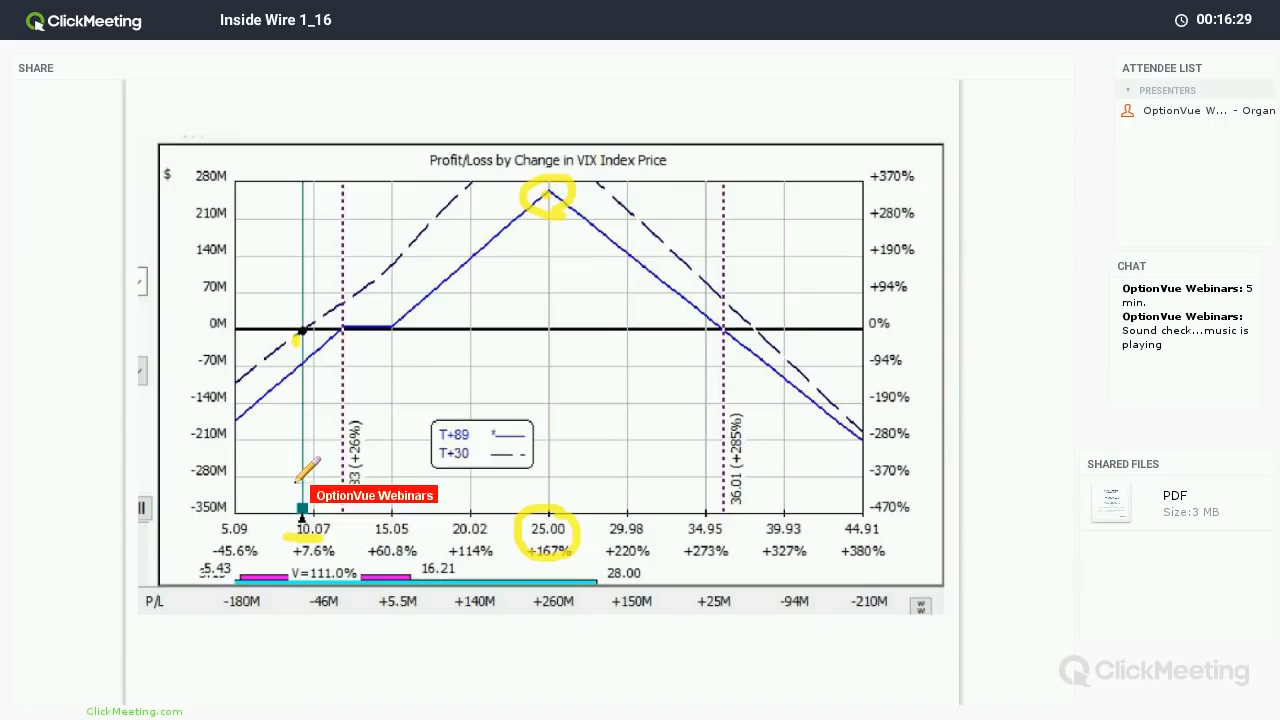 ClickMeeting
Inside Wire 1_16
00:16:29
SHARE
ATTENDEE LIST
PRESENTERS
OptionVue W... - Organ
Profit/Loss by Change in VIX Index Price
$
280M +370%
210M +280%
140M +190%
70M +94%
0M 0%
-70M -94%
-140M -190%
-210M -280%
-280M -370%
-350M -470%
T+89 *
T+30
33 (+26%)
36.01 (+285%)
OptionVue Webinars
5.09 10.07 15.05 20.02 25.00 29.98 34.95 39.93 44.91
-45.6% +7.6% +60.8% +114% +167% +220% +273% +327% +380%
5.43 V=111.0% 16.21 28.00
P/L -180M -46M +5.5M +140M +260M +150M +25M -94M -210M
W
W
CHAT
OptionVue Webinars: 5
min.
OptionVue Webinars:
Sound check...music is
playing
SHARED FILES
PDF
Size: 3 MB
ClickMeeting
ClickMeeting.com